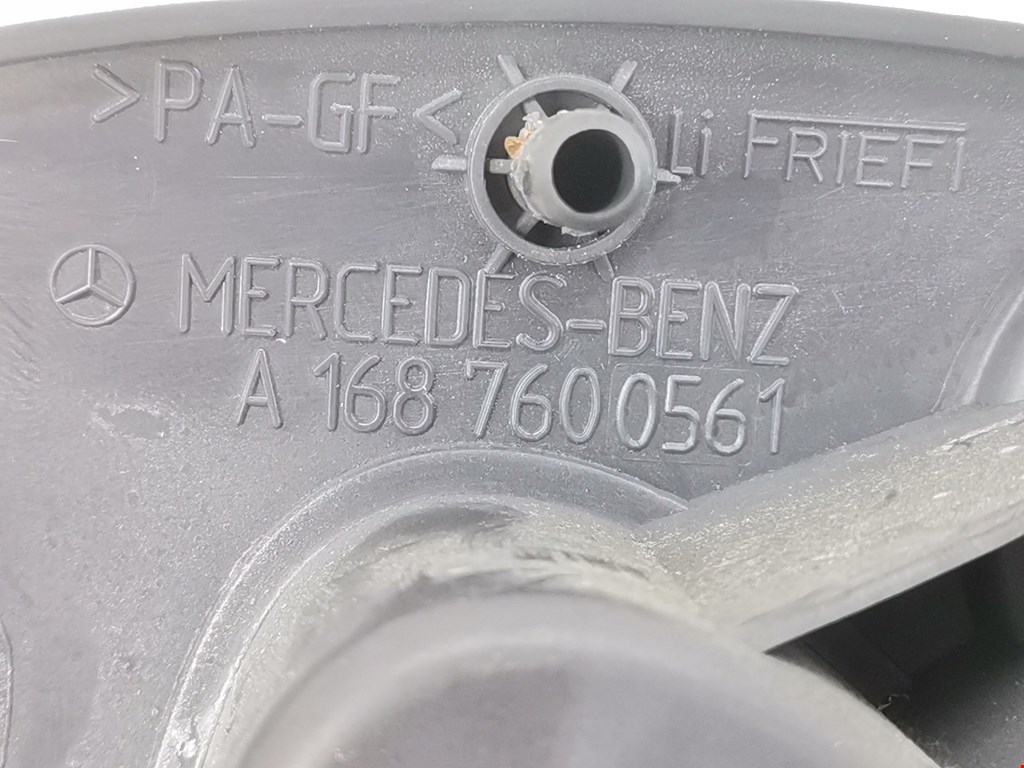 >PA-GF< Li FRIEFI
MERCEDES-BENZ
A 168 760 0561